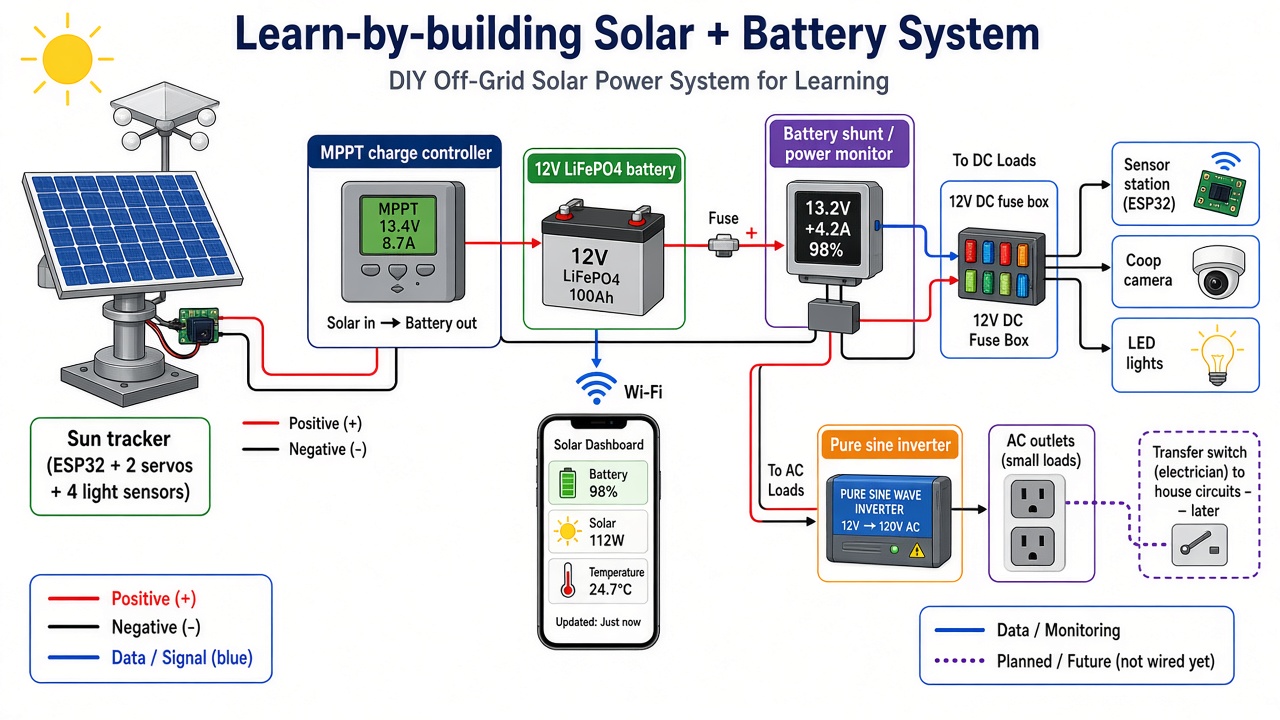 Learn-by-building Solar + Battery System
DIY Off-Grid Solar Power System for Learning
MPPT charge controller
MPPT
13.4V
8.7A
Solar in → Battery out
12V LiFePO4 battery
12V
LiFePO4
100Ah
Fuse
+
Battery shunt /
power monitor
13.2V
+4.2A
98%
To DC Loads
12V DC fuse box
12V DC
Fuse Box
Sensor
station
(ESP32)
Coop
camera
LED
lights
Sun tracker
(ESP32 + 2 servos
+ 4 light sensors)
Positive (+)
Negative (-)
Wi-Fi
Solar Dashboard
Battery
98%
Solar
112W
Temperature
24.7°C
Updated: Just now
To AC
Loads
Pure sine inverter
PURE SINE WAVE
INVERTER
12V → 120V AC
AC outlets
(small loads)
Transfer switch
(electrician) to
house circuits –
– later
Positive (+)
Negative (-)
Data / Signal (blue)
Data / Monitoring
Planned / Future (not wired yet)